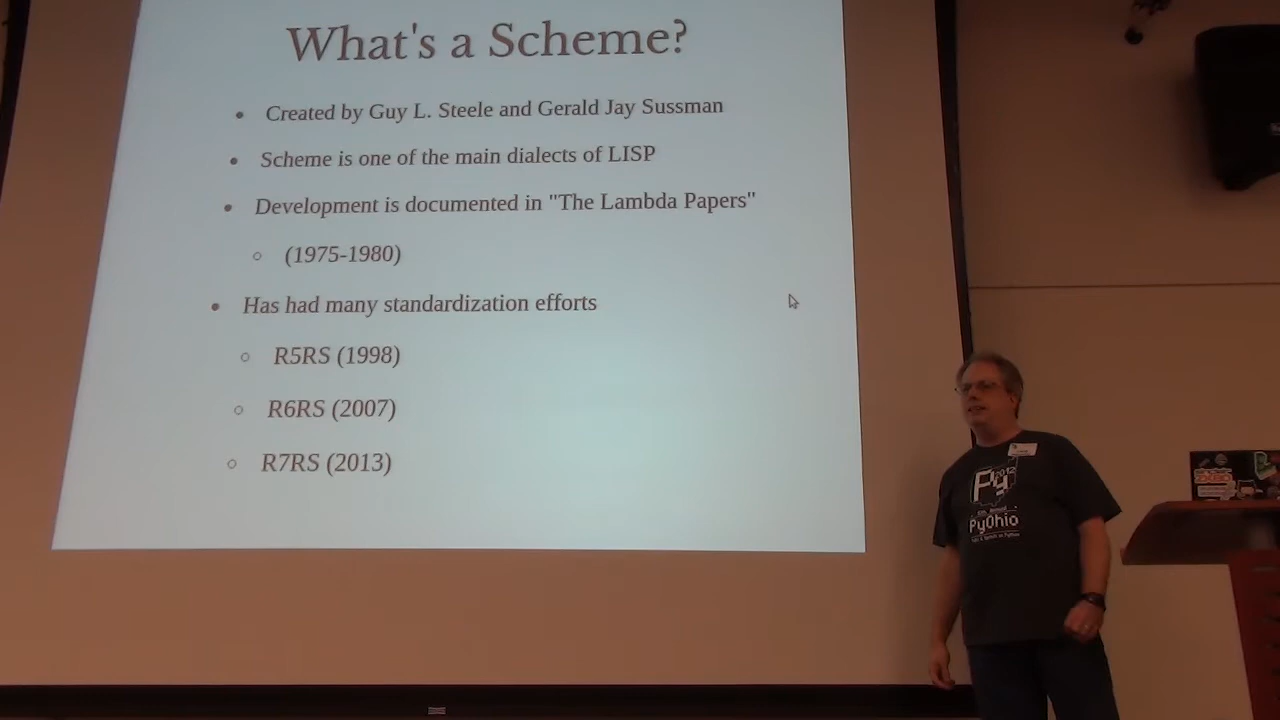 What's a Scheme?
Created by Guy L. Steele and Gerald Jay Sussman
Scheme is one of the main dialects of LISP
Development is documented in "The Lambda Papers"
(1975-1980)
Has had many standardization efforts
R5RS (1998)
R6RS (2007)
R7RS (2013)
Py
PyOhio